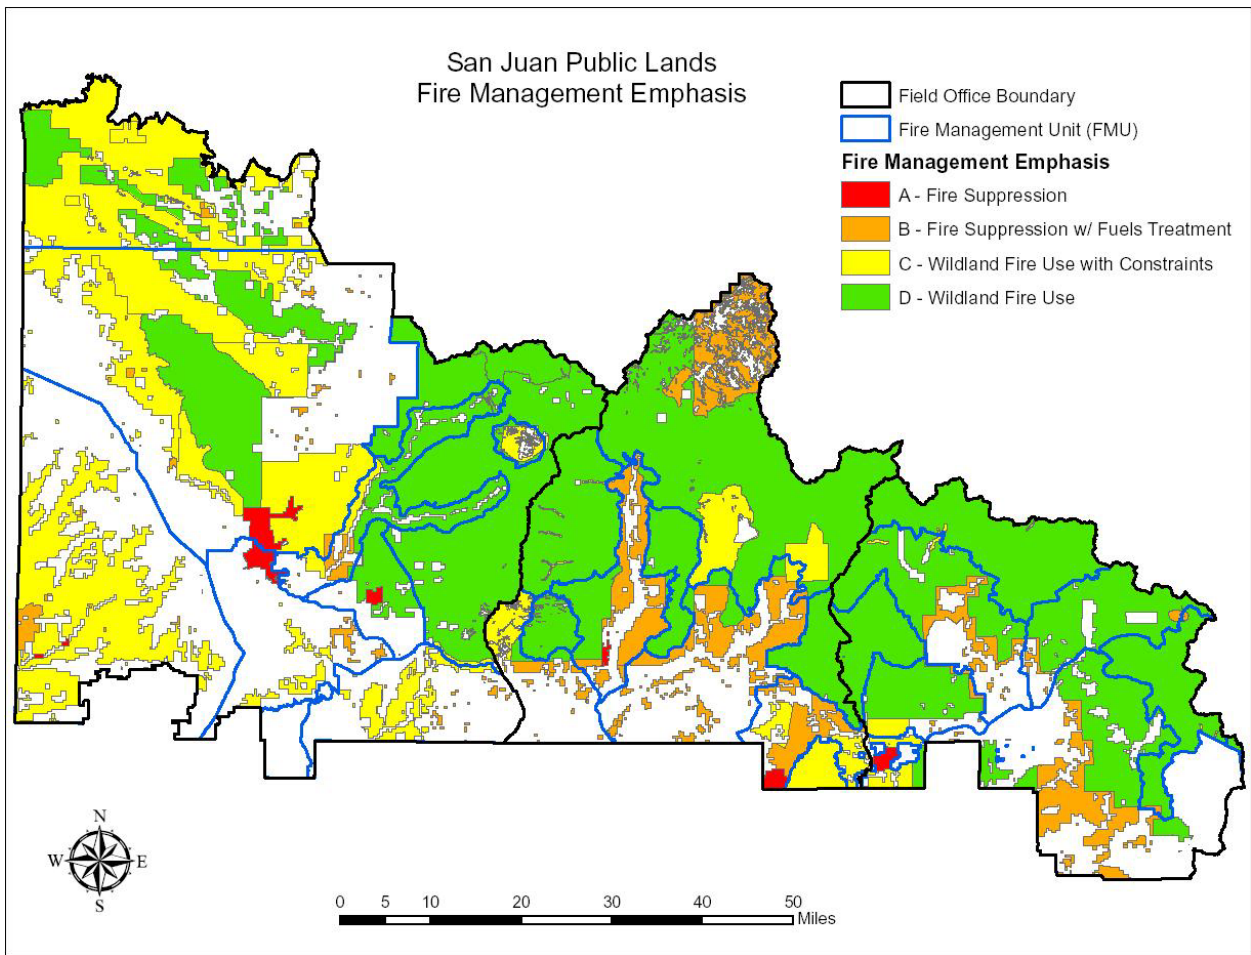 San Juan Public Lands
Fire Management Emphasis
Field Office Boundary
Fire Management Unit (FMU)
Fire Management Emphasis
A - Fire Suppression
B - Fire Suppression w/ Fuels Treatment
C - Wildland Fire Use with Constraints
D - Wildland Fire Use
N
W E
S
0 5 10 20 30 40 50
Miles